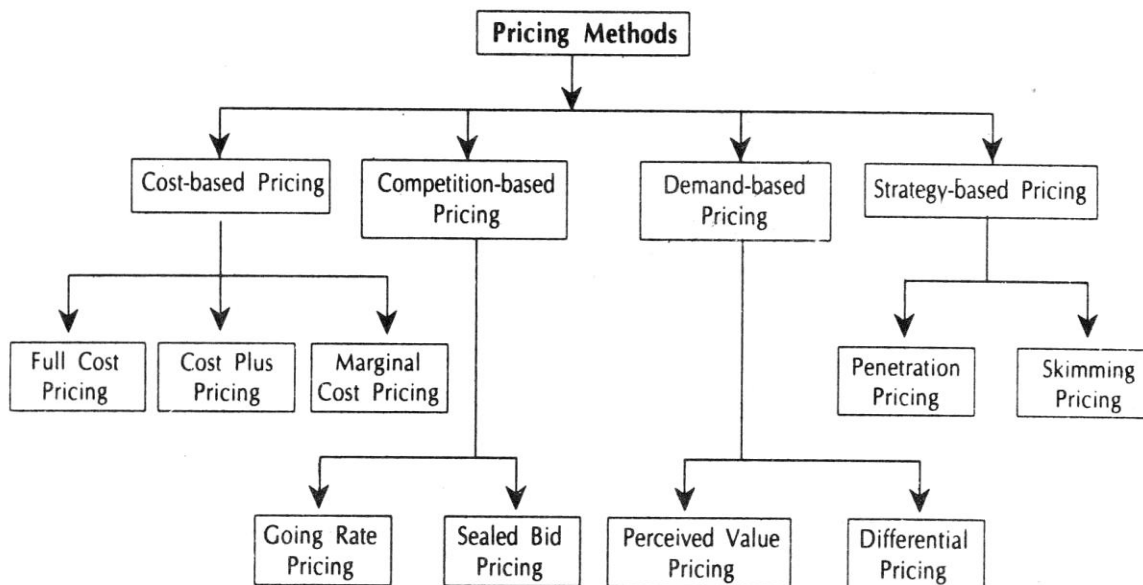 Pricing Methods
Cost-based Pricing
Competition-based
Pricing
Demand-based
Pricing
Strategy-based Pricing
Full Cost
Pricing
Cost Plus
Pricing
Marginal
Cost Pricing
Penetration
Pricing
Skimming
Pricing
Going Rate
Pricing
Sealed Bid
Pricing
Perceived Value
Pricing
Differential
Pricing